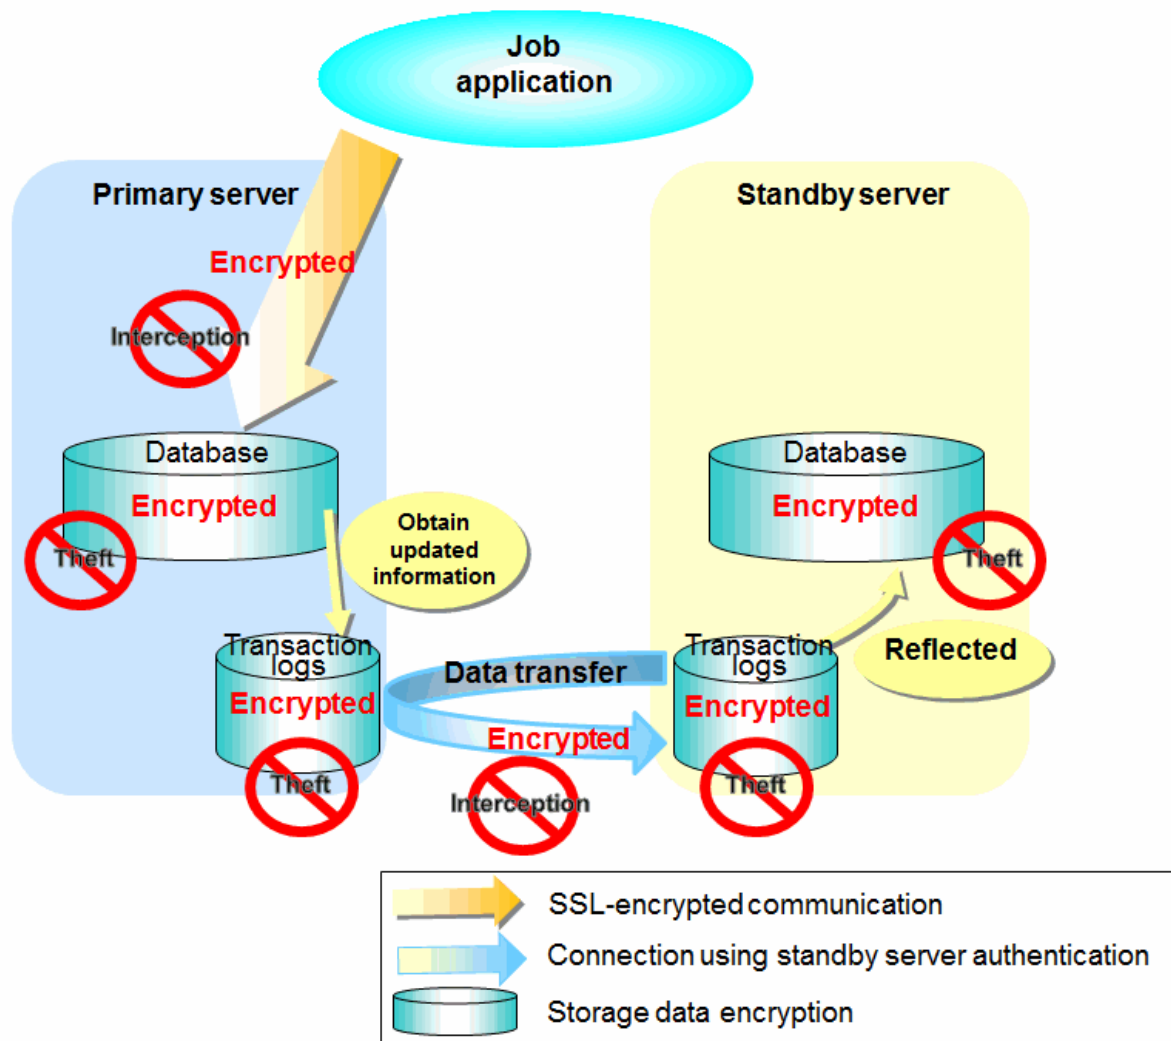 Job
application
Primary server
Standby server
Encrypted
Interception
Database
Encrypted
Theft
Obtain
updated
information
Database
Encrypted
Theft
Transaction
logs
Encrypted
Theft
Data transfer
Encrypted
Interception
Transaction
logs
Encrypted
Theft
Reflected
SSL-encrypted communication
Connection using standby server authentication
Storage data encryption